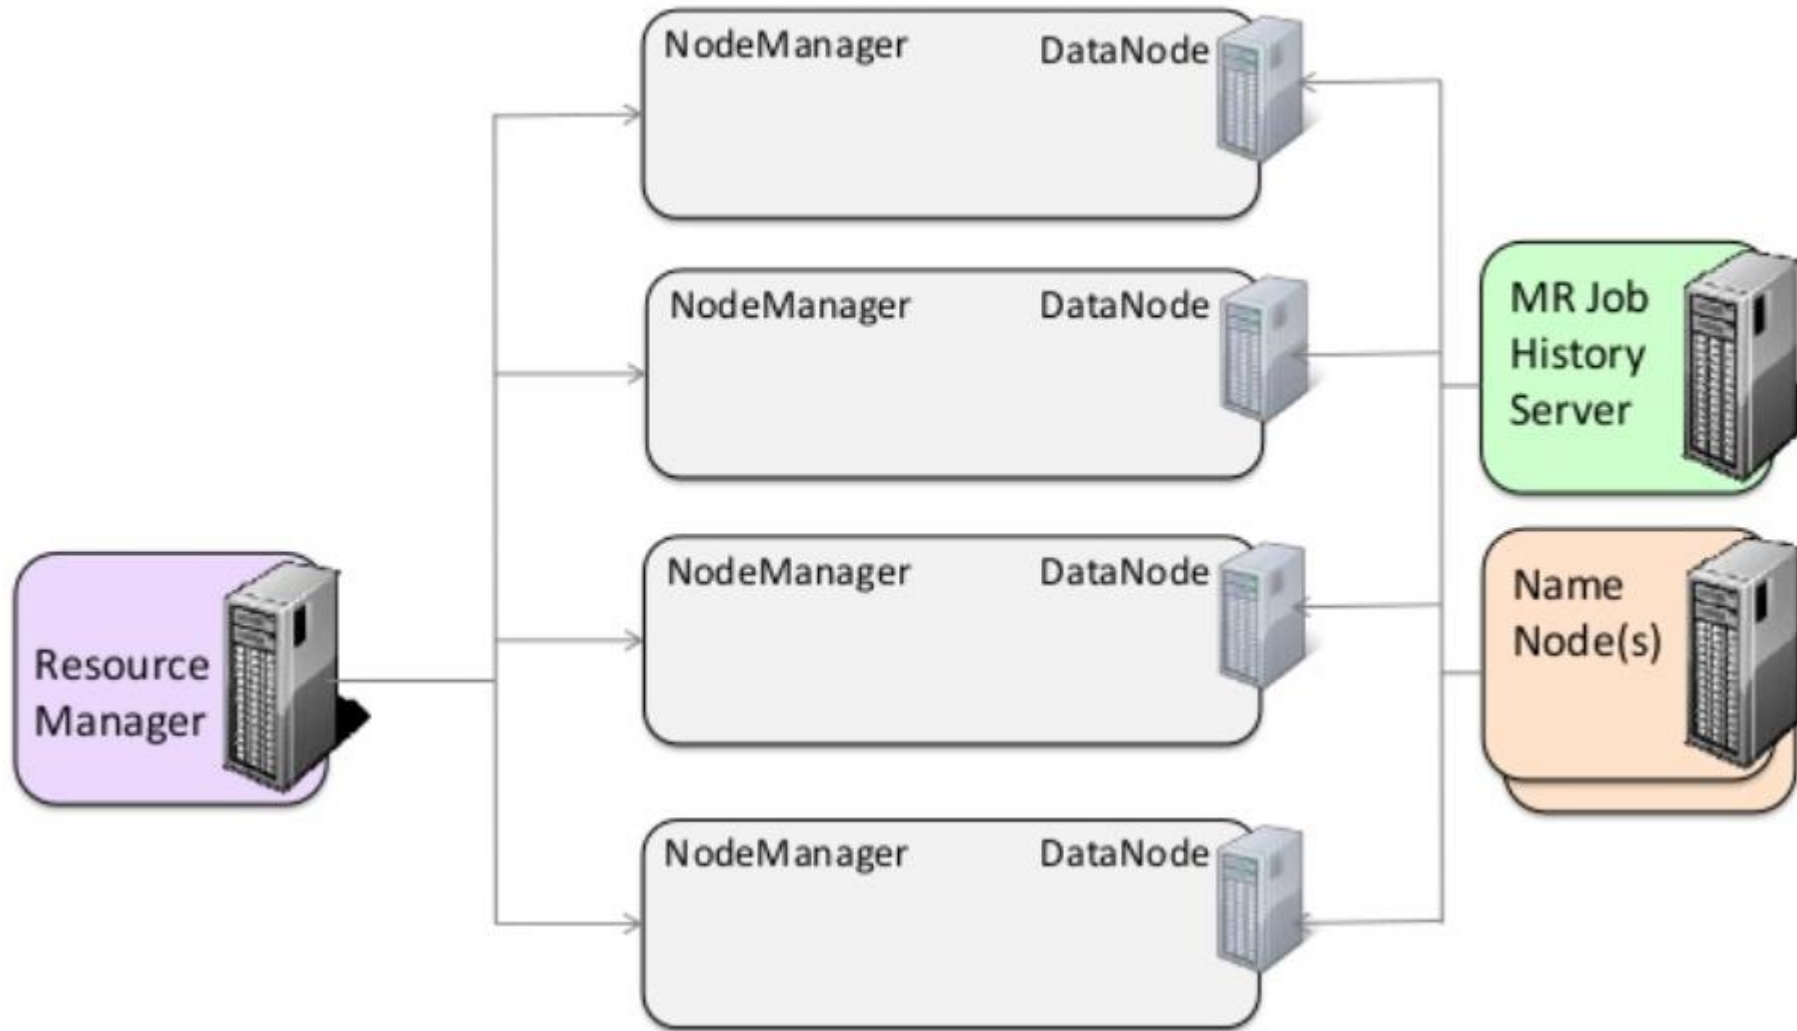 NodeManager DataNode
NodeManager DataNode
MR Job
History
Server
NodeManager DataNode
Name
Node(s)
Resource
Manager
NodeManager DataNode